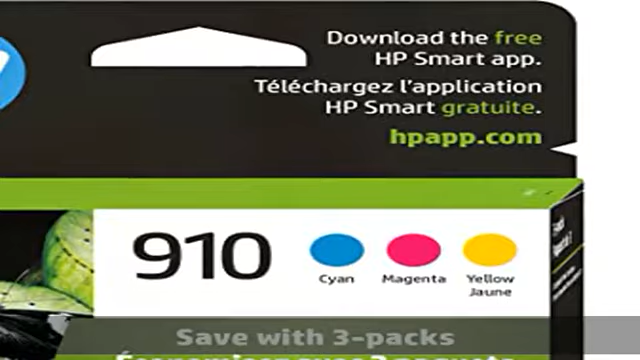 Download the free
HP Smart app.
Téléchargez l'application
HP Smart gratuite.
hpapp.com
910
Cyan
Magenta
Yellow
Jaune
Save with 3-packs